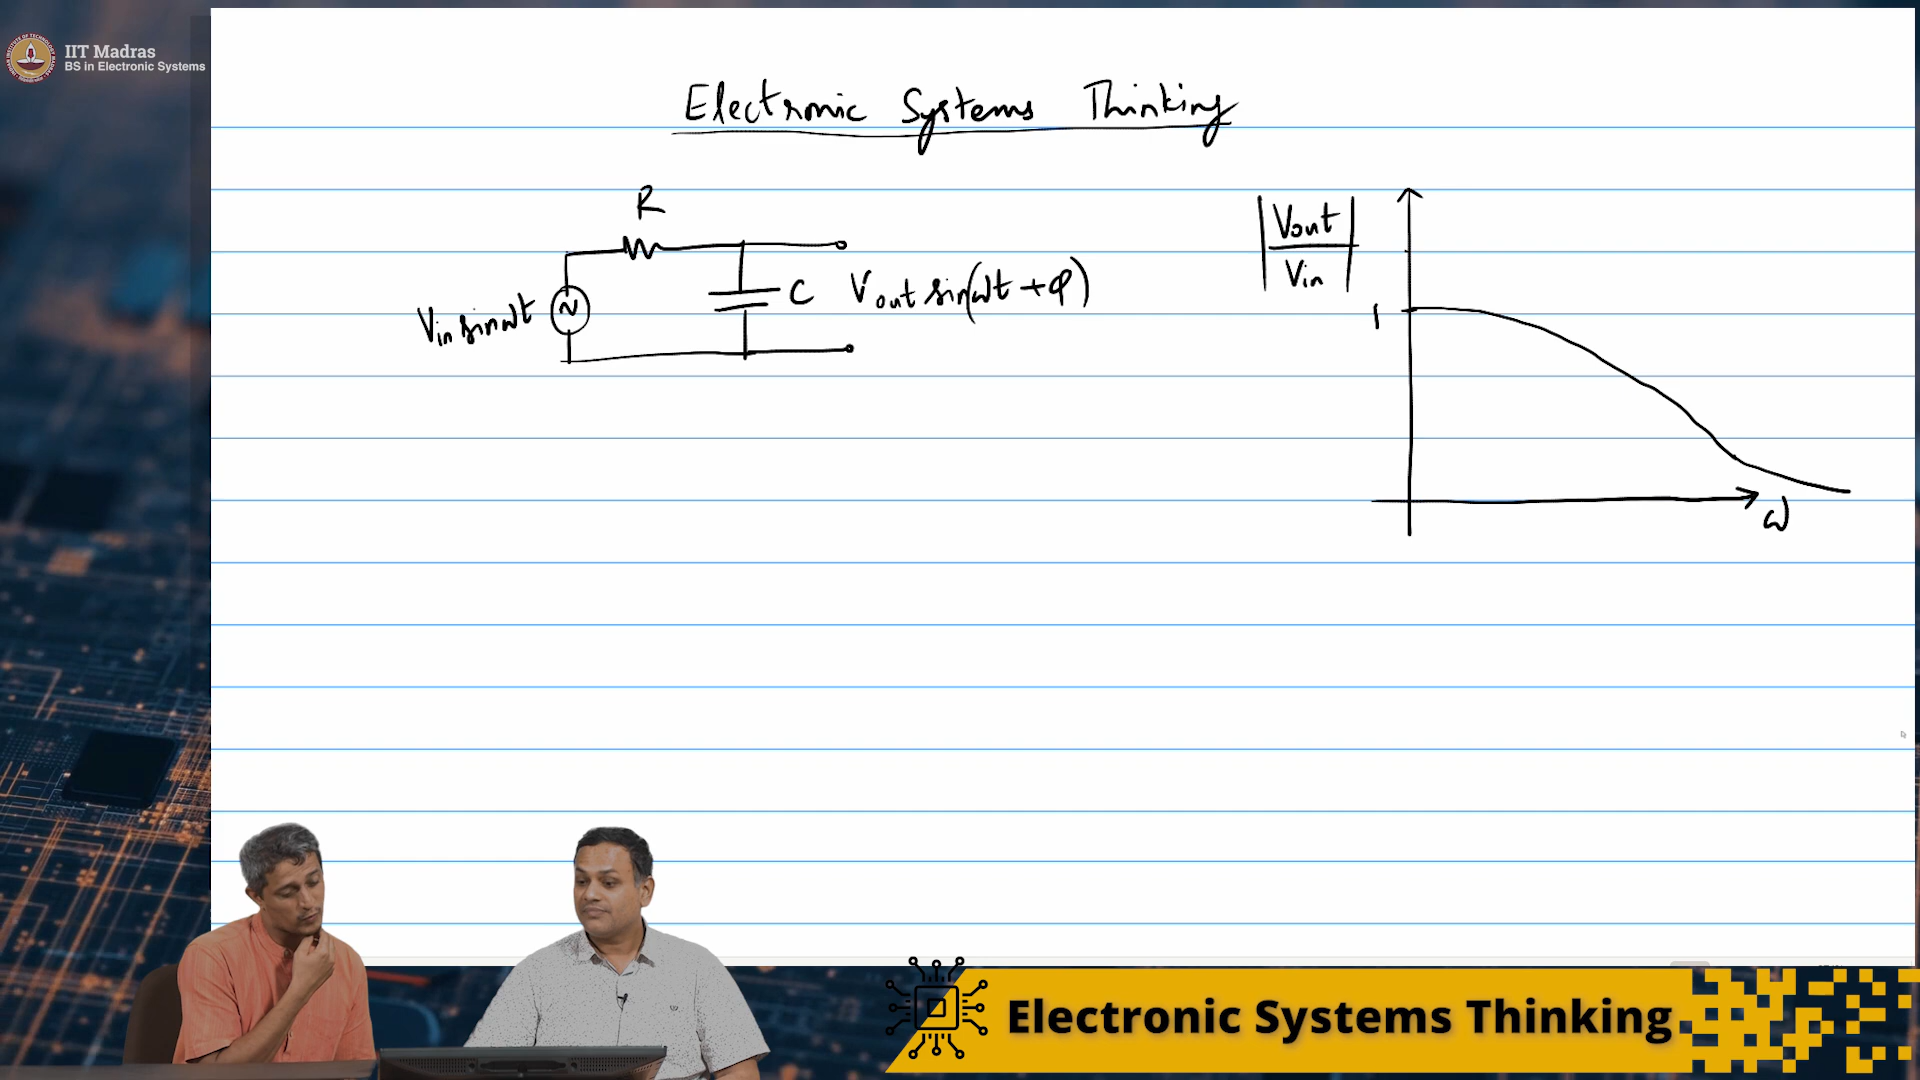 IIT Madras
BS in Electronic Systems
Electronic Systems Thinking
R
Vin sinωt
C
Vout sin(ωt + φ)
|Vout/Vin|
1
ω
Electronic Systems Thinking